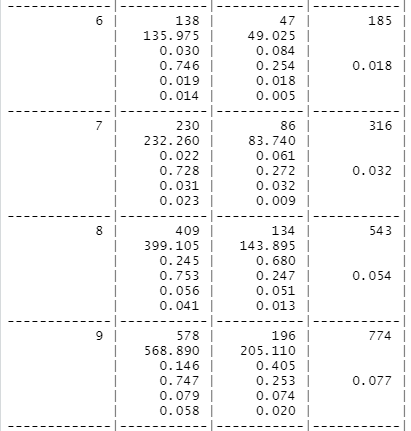 -------------|-----------|-----------|-----------|
6 | 138 | 47 | 185 |
| 135.975 | 49.025 | |
| 0.030 | 0.084 | |
| 0.746 | 0.254 | 0.018 |
| 0.019 | 0.018 | |
| 0.014 | 0.005 | |
-------------|-----------|-----------|-----------|
7 | 230 | 86 | 316 |
| 232.260 | 83.740 | |
| 0.022 | 0.061 | |
| 0.728 | 0.272 | 0.032 |
| 0.031 | 0.032 | |
| 0.023 | 0.009 | |
-------------|-----------|-----------|-----------|
8 | 409 | 134 | 543 |
| 399.105 | 143.895 | |
| 0.245 | 0.680 | |
| 0.753 | 0.247 | 0.054 |
| 0.056 | 0.051 | |
| 0.041 | 0.013 | |
-------------|-----------|-----------|-----------|
9 | 578 | 196 | 774 |
| 568.890 | 205.110 | |
| 0.146 | 0.405 | |
| 0.747 | 0.253 | 0.077 |
| 0.079 | 0.074 | |
| 0.058 | 0.020 | |
-------------|-----------|-----------|-----------|